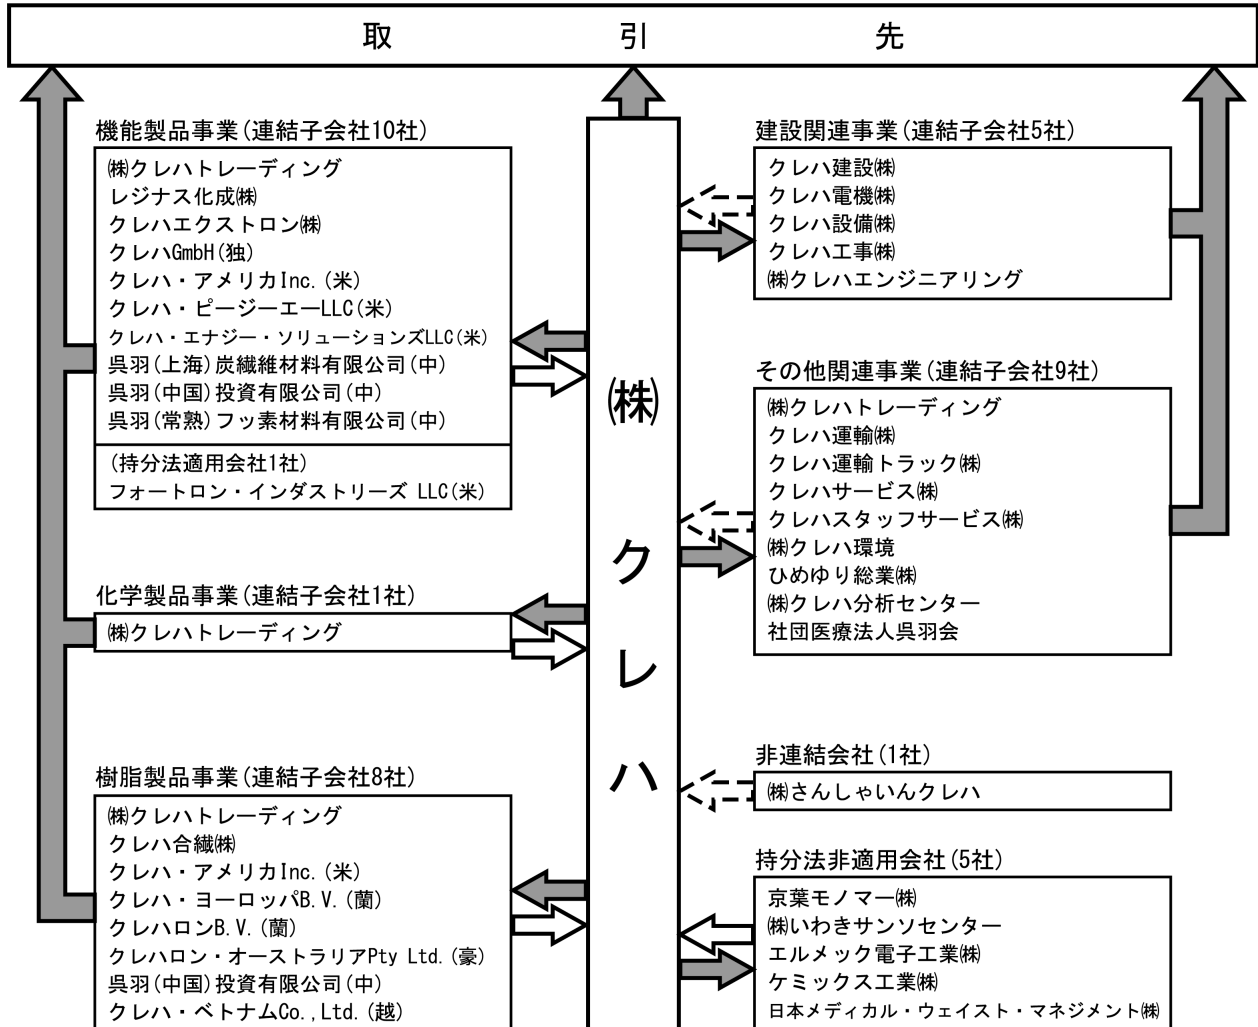 取引先
機能製品事業(連結子会社10社)
㈱クレハトレーディング
レジナス化成㈱
クレハエクストロン㈱
クレハGmbH(独)
クレハ・アメリカInc.(米)
クレハ・ピージーエーLLC(米)
クレハ・エナジー・ソリューションズLLC(米)
呉羽(上海)炭繊維材料有限公司(中)
呉羽(中国)投資有限公司(中)
呉羽(常熟)フッ素材料有限公司(中)
(持分法適用会社1社)
フォートロン・インダストリーズ LLC(米)
化学製品事業(連結子会社1社)
㈱クレハトレーディング
樹脂製品事業(連結子会社8社)
㈱クレハトレーディング
クレハ合繊㈱
クレハ・アメリカInc.(米)
クレハ・ヨーロッパB.V.(蘭)
クレハロンB.V.(蘭)
クレハロン・オーストラリアPty Ltd.(豪)
呉羽(中国)投資有限公司(中)
クレハ・ベトナムCo.,Ltd.(越)
㈱クレハ
建設関連事業(連結子会社5社)
クレハ建設㈱
クレハ電機㈱
クレハ設備㈱
クレハ工事㈱
㈱クレハエンジニアリング
その他関連事業(連結子会社9社)
㈱クレハトレーディング
クレハ運輸㈱
クレハ運輸トラック㈱
クレハサービス㈱
クレハスタッフサービス㈱
㈱クレハ環境
ひめゆり総業㈱
㈱クレハ分析センター
社団医療法人呉羽会
非連結会社(1社)
㈱さんしゃいんクレハ
持分法非適用会社(5社)
京葉モノマー㈱
㈱いわきサンソセンター
エルメック電子工業㈱
ケミックス工業㈱
日本メディカル・ウェイスト・マネジメント㈱